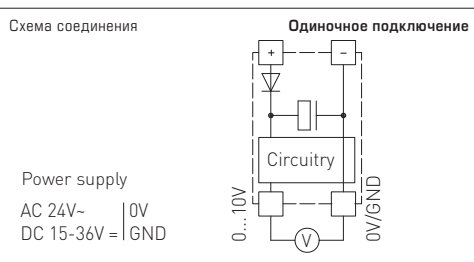 Схема соединения
Одиночное подключение
+ −
Circuitry
Power supply
AC 24V~ | 0V
DC 15-36V = | GND
0...10V
0V/GND
V